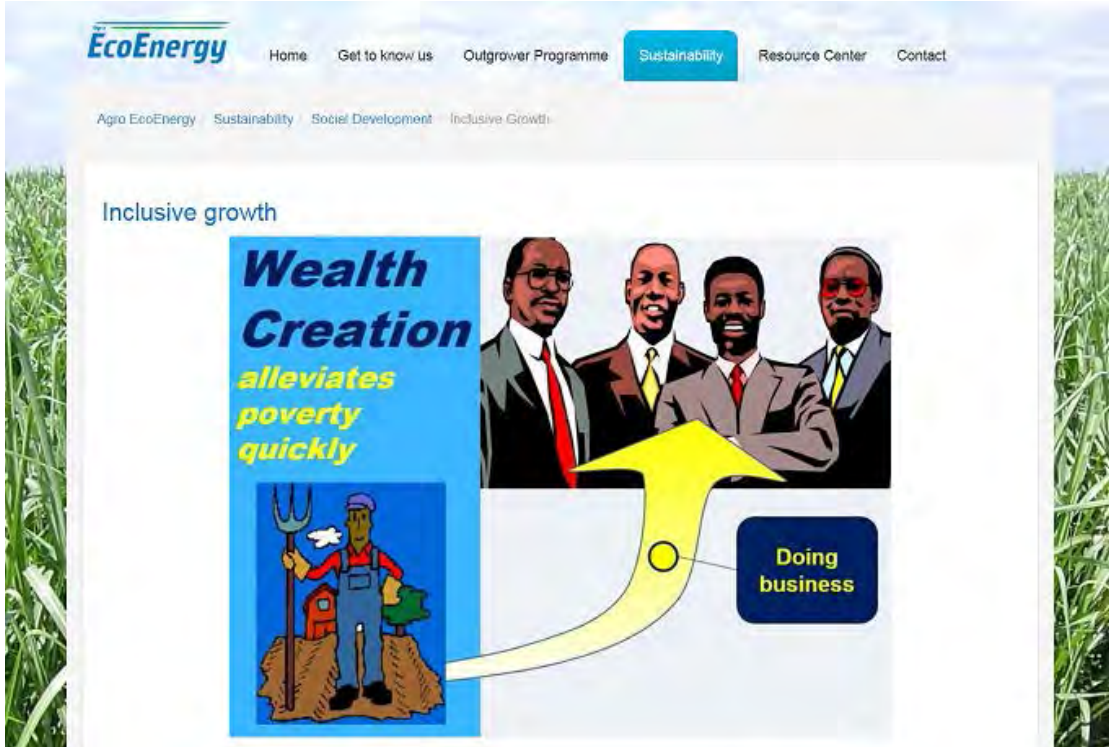 Agro
EcoEnergy
Home Get to know us Outgrower Programme Sustainability Resource Center Contact
Agro EcoEnergy / Sustainability / Social Development / Inclusive Growth
Inclusive growth
Wealth
Creation
alleviates
poverty
quickly
Doing
business